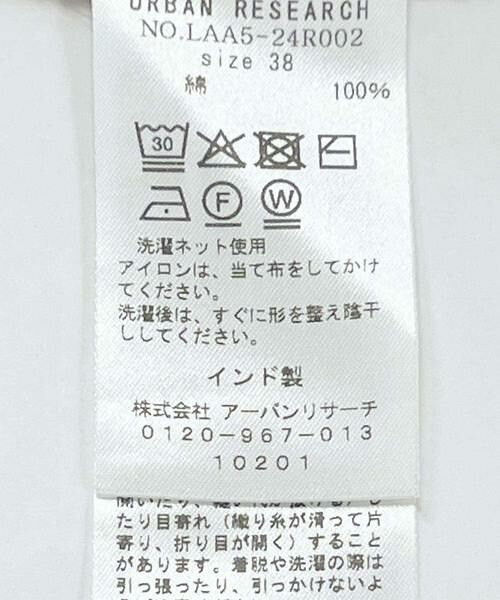 URBAN RESEARCH
NO.LAA5-24R002
size 38
綿 100%
30
F W
洗濯ネット使用
アイロンは、当て布をしてかけ
てください。
洗濯後は、すぐに形を整え陰干
ししてください。
インド製
株式会社 アーバンリサーチ
0120-967-013
10201
たり目寄れ（織り糸が滑って片
寄り、折り目が開く）すること
があります。着脱や洗濯の際は
引っ張ったり、引っかけないよ